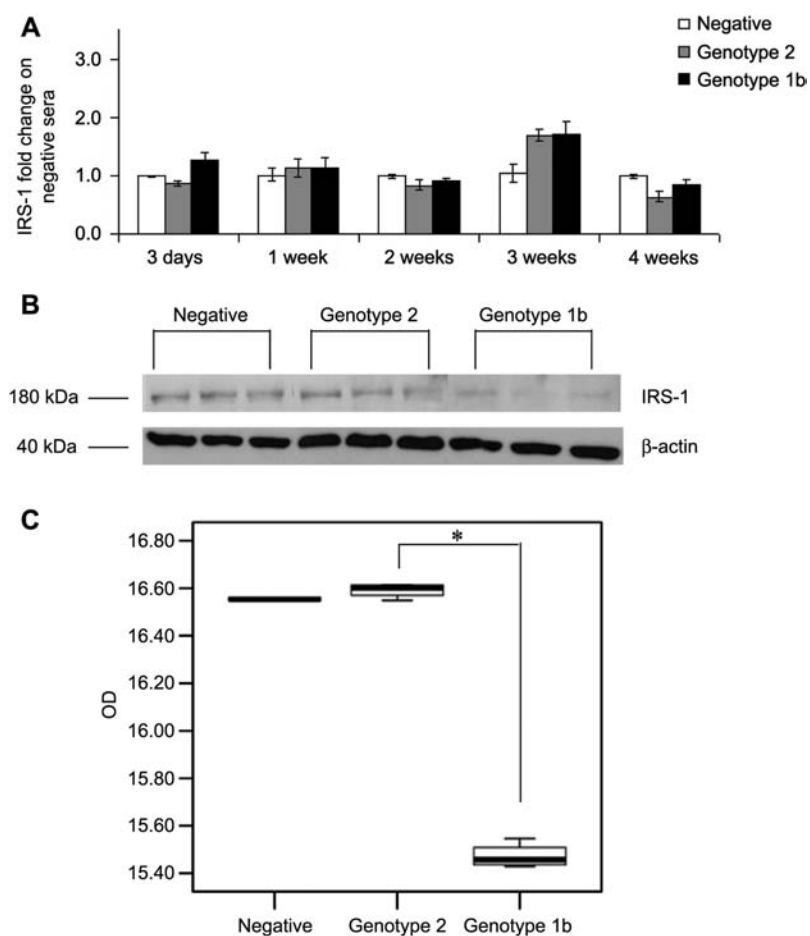 A
IRS-1 fold change on
negative sera
3.0
2.0
1.0
0.0
3 days 1 week 2 weeks 3 weeks 4 weeks
Negative
Genotype 2
Genotype 1b
B
Negative Genotype 2 Genotype 1b
180 kDa IRS-1
40 kDa β-actin
C
OD
16.80
16.60
16.40
16.20
16.00
15.80
15.60
15.40
*
Negative Genotype 2 Genotype 1b